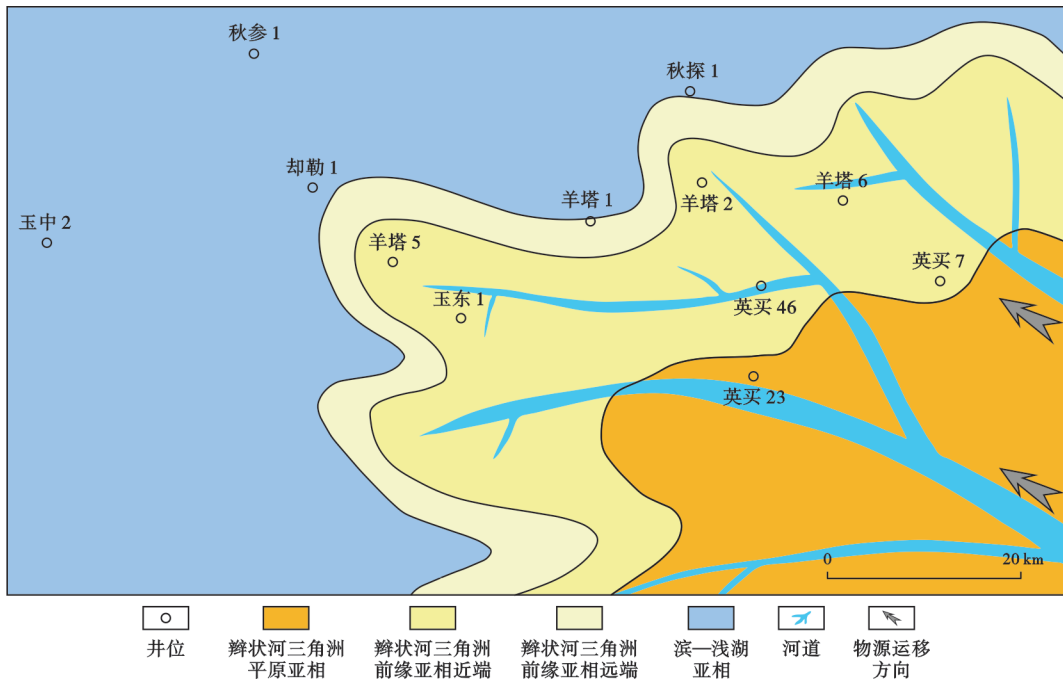 秋参 1
秋探 1
却勒 1
羊塔 6
羊塔 1
羊塔 2
玉中 2
羊塔 5
英买 7
玉东 1
英买 46
英买 23
0 20 km
井位
辫状河三角洲
平原亚相
辫状河三角洲
前缘亚相近端
辫状河三角洲
前缘亚相远端
滨—浅湖
亚相
河道
物源运移
方向